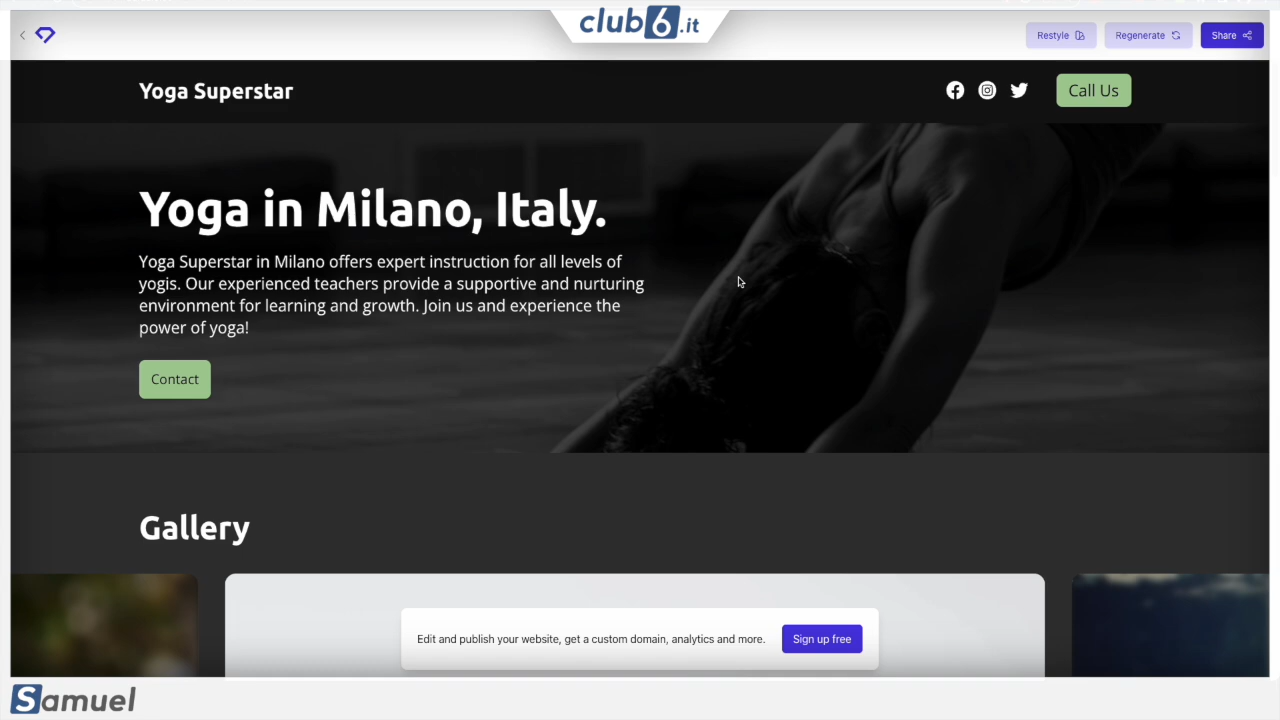 club6.it
Restyle
Regenerate
Share
Yoga Superstar
Call Us
Yoga in Milano, Italy.
Yoga Superstar in Milano offers expert instruction for all levels of
yogis. Our experienced teachers provide a supportive and nurturing
environment for learning and growth. Join us and experience the
power of yoga!
Contact
Gallery
Edit and publish your website, get a custom domain, analytics and more.
Sign up free
Samuel